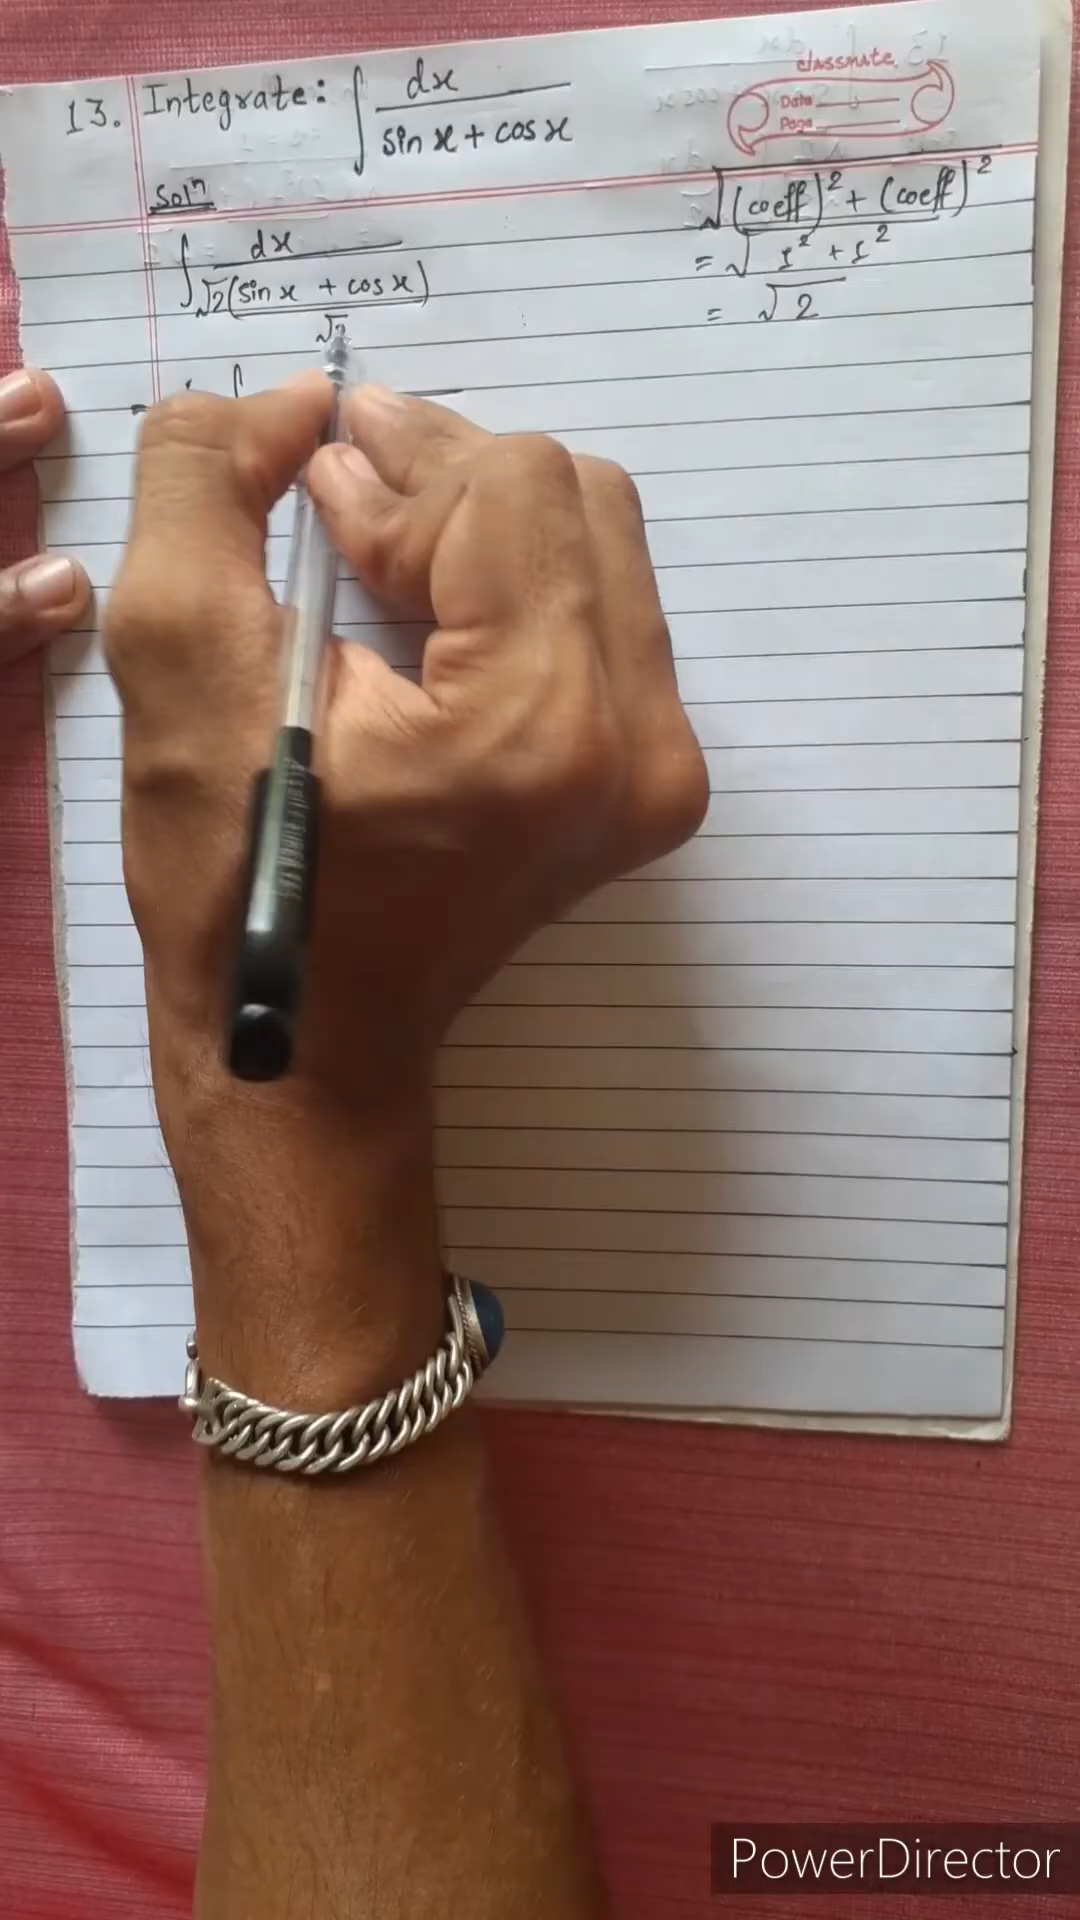 classmate
Date
Page
13. Integrate: ∫ dx / sin x + cos x
Solⁿ
√(coeff)² + (coeff)²
= √1² + 1²
= √2
∫ dx / √2(sin x + cos x) / √2
∫
PowerDirector